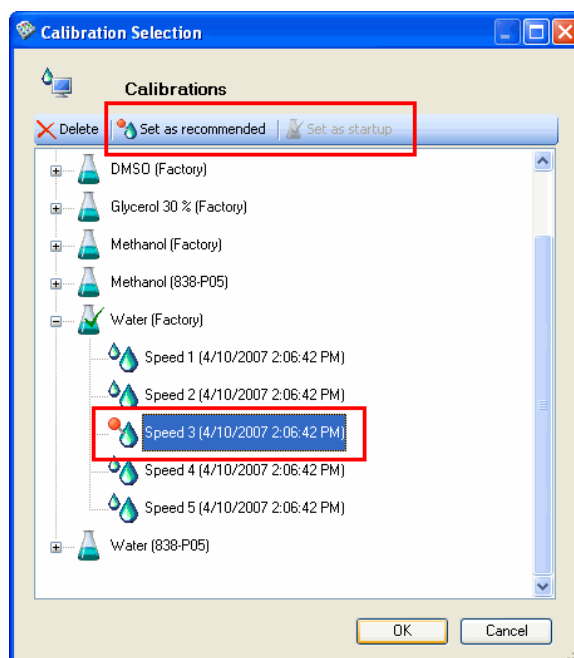 Calibration Selection
Calibrations
Delete Set as recommended Set as startup
DMSO (Factory)
Glycerol 30 % (Factory)
Methanol (Factory)
Methanol (838-P05)
Water (Factory)
Speed 1 (4/10/2007 2:06:42 PM)
Speed 2 (4/10/2007 2:06:42 PM)
Speed 3 (4/10/2007 2:06:42 PM)
Speed 4 (4/10/2007 2:06:42 PM)
Speed 5 (4/10/2007 2:06:42 PM)
Water (838-P05)
OK Cancel